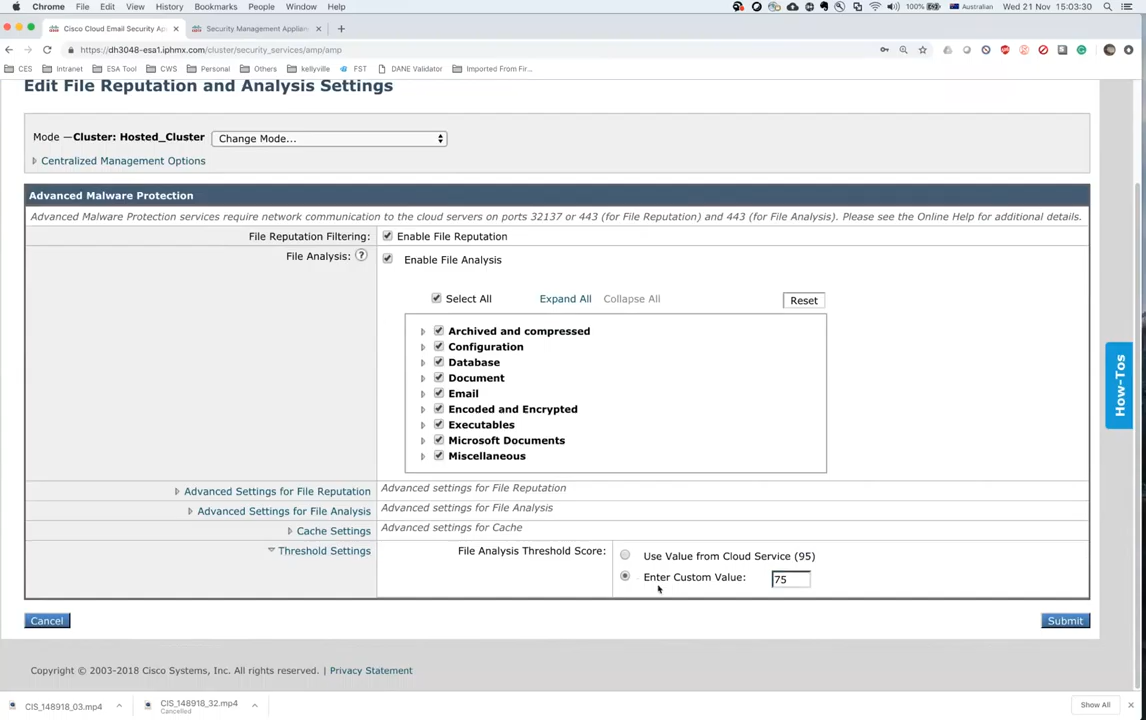 Chrome File Edit View History Bookmarks People Window Help 100% Australian Wed 21 Nov 15:03:30
Cisco Cloud Email Security Ap Security Management Applian
https://dh3048-esa1.iphmx.com/cluster/security_services/amp/amp
CES Intranet ESA Tool CWS Personal Others kellyville FST DANE Validator Imported From Fir...
Edit File Reputation and Analysis Settings
Mode —Cluster: Hosted_Cluster Change Mode...
Centralized Management Options
Advanced Malware Protection
Advanced Malware Protection services require network communication to the cloud servers on ports 32137 or 443 (for File Reputation) and 443 (for File Analysis). Please see the Online Help for additional details.
File Reputation Filtering: Enable File Reputation
File Analysis: ? Enable File Analysis
Select All Expand All Collapse All Reset
Archived and compressed
Configuration
Database
Document
Email
Encoded and Encrypted
Executables
Microsoft Documents
Miscellaneous
How-Tos
Advanced Settings for File Reputation Advanced settings for File Reputation
Advanced Settings for File Analysis Advanced settings for File Analysis
Cache Settings Advanced settings for Cache
Threshold Settings File Analysis Threshold Score: Use Value from Cloud Service (95)
Enter Custom Value: 75
Cancel Submit
Copyright © 2003-2018 Cisco Systems, Inc. All rights reserved. | Privacy Statement
CIS_148918_03.mp4 CIS_148918_32.mp4 Show All
Cancelled